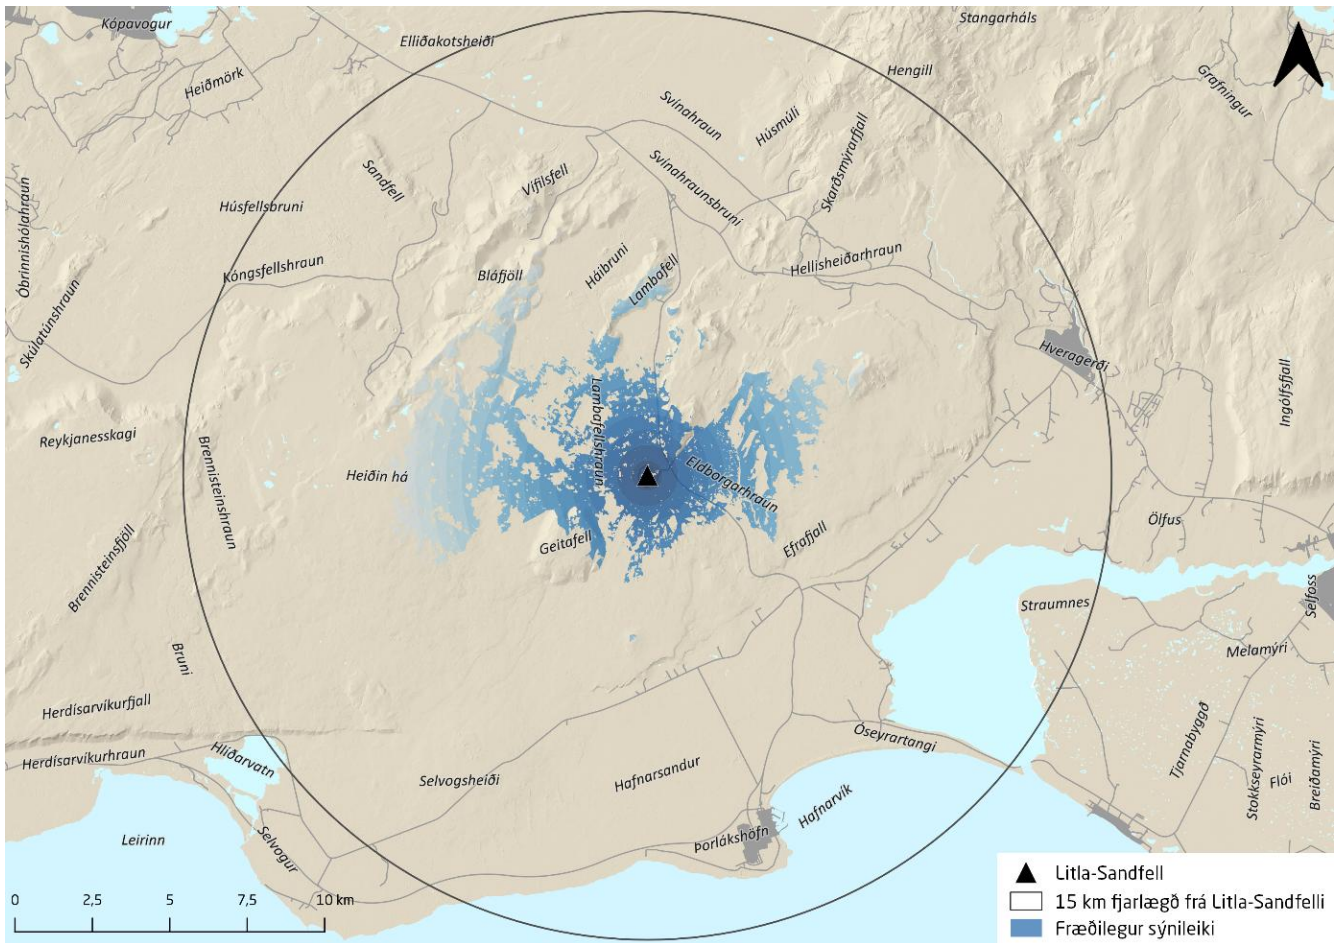 Kópavogur
Stangarháls
Elliðakotsheiði
Hengill
Heiðmörk
Grafningur
Svínahraun
Húsmúli
Skarðsmýrarfjall
Sandfell
Vífilsfell
Svínahraunsbruni
Húsfellsbruni
Óbrinnishólahraun
Kóngsfellshraun
Bláfjöll
Háibruni
Lambafell
Hellisheiðarhraun
Skúlatúnshraun
Hveragerði
Ingólfsfjall
Lambafellshraun
Reykjanesskagi
Brennisteinshraun
Heiðin há
Eldborgarhraun
Ölfus
Geitafell
Efrafjall
Brennisteinsfjöll
Straumnes
Selfoss
Bruni
Melamýri
Herdísarvíkurfjall
Tjarnabyggð
Óseyrartangi
Herdísarvíkurhraun
Hlíðarvatn
Selvogsheiði
Hafnarsandur
Stokkseyrarmýri
Flói
Breiðamýri
Hafnarvík
Leirinn
Selvogur
Þorlákshöfn
0 2,5 5 7,5 10 km
Litla-Sandfell
15 km fjarlægð frá Litla-Sandfelli
Fræðilegur sýnileiki